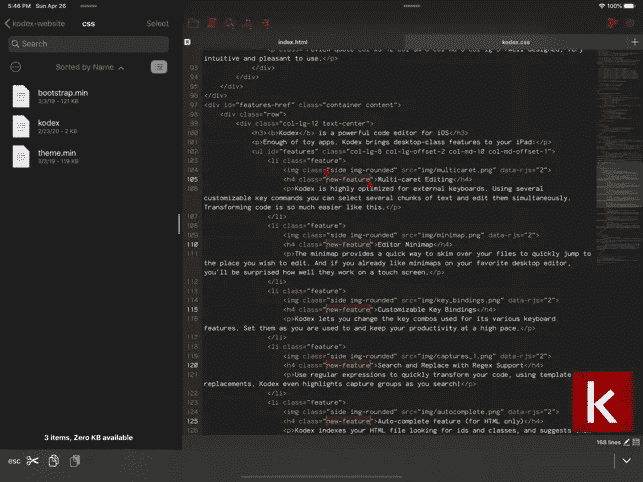 5:46 PM Sun Apr 26
100%
kodex-website
css
Select
Search
Sorted by Name
bootstrap.min
3/3/19 - 121 KB
kodex
2/23/20 - 2 KB
theme.min
3/3/19 - 119 KB
3 items, Zero KB available
esc
index.html
kodex.css
intuitive and pleasant to use.</p>
93 </div>
94 </div>
95 </div>
96 </div>
97 <div id="features-href" class="container content">
98 <div class="row">
99 <div class="col-lg-12 text-center">
100 <h3><b>Kodex</b> is a powerful code editor for iOS</h3>
101 <p>Enough of toy apps. Kodex brings desktop-class features to your iPad:</p>
102 <ul id="features" class="col-lg-8 col-lg-offset-2 col-md-10 col-md-offset-1">
103 <li class="feature">
104 <img class="side img-rounded" src="img/multicaret.png" data-rjs="2">
105 <h4 class="new-feature">Multi-caret Editing</h4>
106 <p>Kodex is highly optimized for external keyboards. Using several
customizable key commands you can select several chunks of text and edit them simultaneously.
Transforming code is so much easier like this.</p>
107 </li>
108 <li class="feature">
109 <img class="side img-rounded" src="img/minimap.png" data-rjs="2">
110 <h4 class="new-feature">Editor Minimap</h4>
111 <p>The minimap provides a quick way to skim over your files to quickly jump to
the place you wish to edit. And if you already like minimaps on your favorite desktop editor,
you'll be surprised how well they work on a touch screen.</p>
112 </li>
113 <li class="feature">
114 <img class="side img-rounded" src="img/key_bindings.png" data-rjs="2">
115 <h4 class="new-feature">Customizable Key Bindings</h4>
116 <p>Kodex lets you change the key combos used for its various keyboard
features. Set them as you are used to and keep your productivity at a high pace.</p>
117 </li>
118 <li class="feature">
119 <img class="side img-rounded" src="img/captures_1.png" data-rjs="2">
120 <h4 class="new-feature">Search and Replace with Regex Support</h4>
121 <p>Use regular expressions to quickly transform your code, using template
replacements. Kodex even highlights capture groups as you search!</p>
122 </li>
123 <li class="feature">
124 <img class="side img-rounded" src="img/autocomplete.png" data-rjs="2">
125 <h4 class="new-feature">Auto-complete feature (for HTML only)</h4>
126 <p>Kodex indexes your HTML file looking for ids and classes, and suggests
k
168 lines